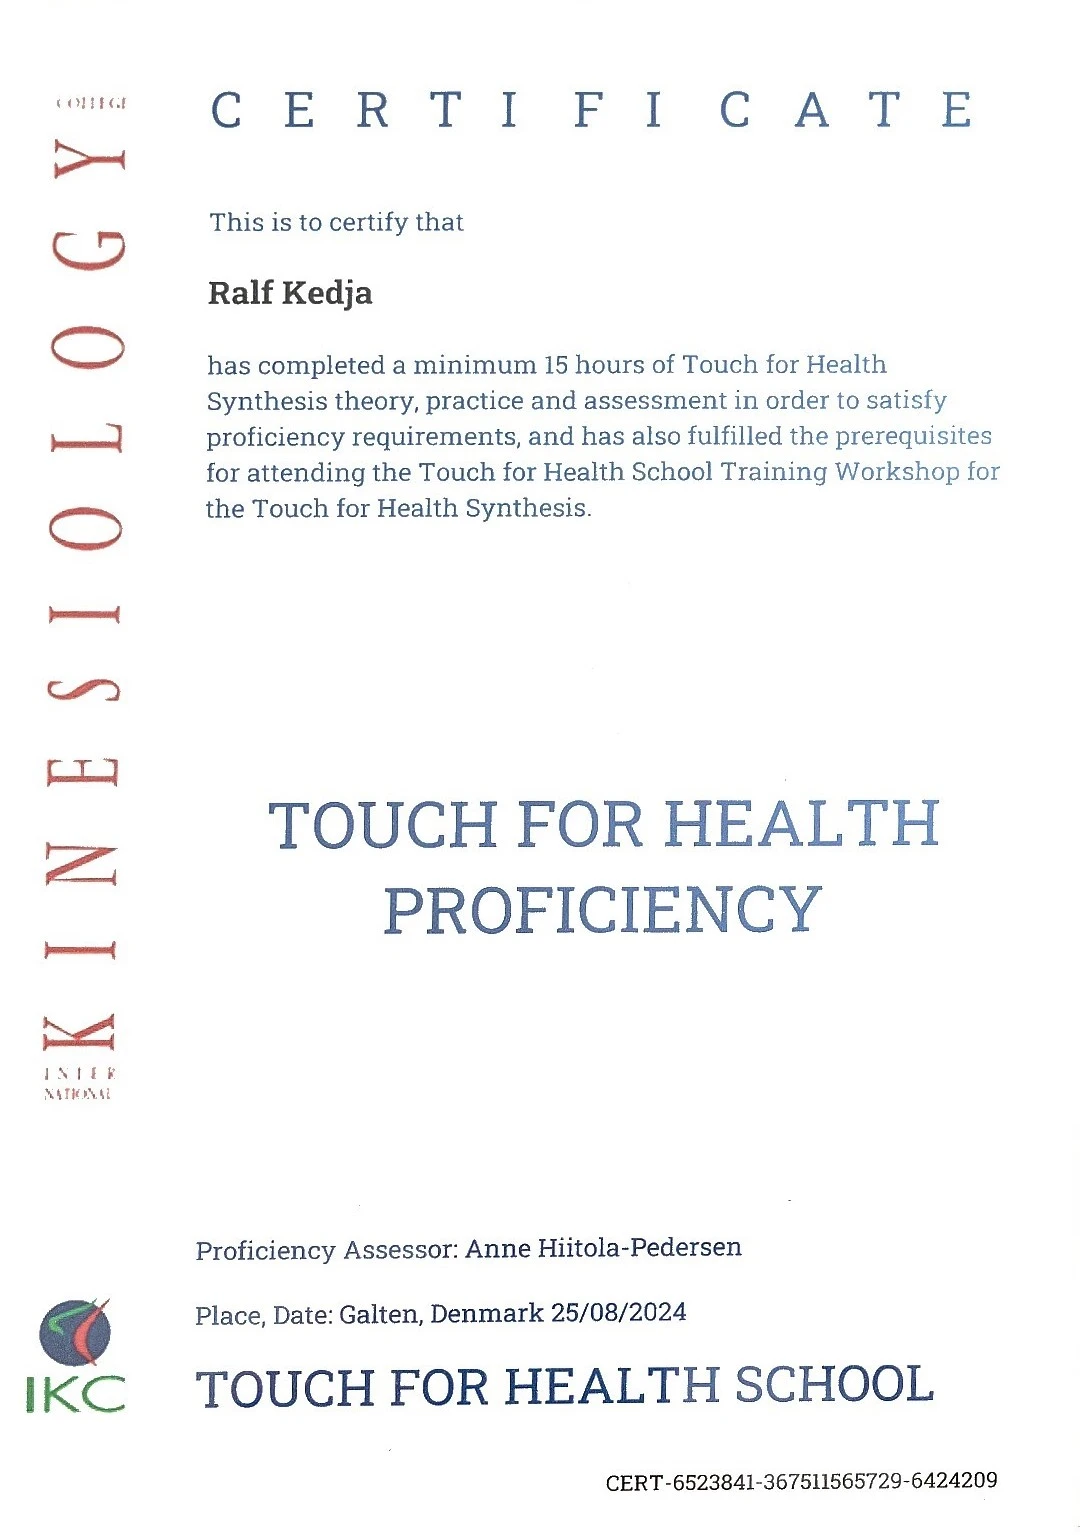 COLLEGE
CERTIFICATE
This is to certify that
Ralf Kedja
has completed a minimum 15 hours of Touch for Health
Synthesis theory, practice and assessment in order to satisfy
proficiency requirements, and has also fulfilled the prerequisites
for attending the Touch for Health School Training Workshop for
the Touch for Health Synthesis.
KINESIOLOGY
TOUCH FOR HEALTH
PROFICIENCY
INTER
NATIONAL
Proficiency Assessor: Anne Hiitola-Pedersen
Place, Date: Galten, Denmark 25/08/2024
IKC
TOUCH FOR HEALTH SCHOOL
CERT-6523841-367511565729-6424209